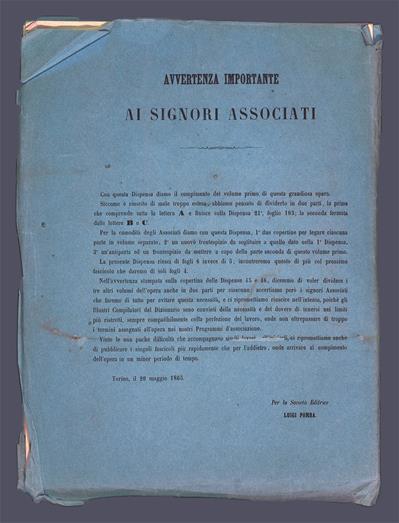 AVVERTENZA IMPORTANTE
AI SIGNORI ASSOCIATI
Con questa Dispensa diamo il compimento del volume primo di questa grandiosa opera.
Siccome è riuscito di mole troppo estesa, abbiamo pensato di dividerlo in due parti, la prima
che comprende tutta la lettera A e finisce colla Dispensa 21ª, foglio 103; la seconda formata
dalle lettere B e C.
Per la comodità degli Associati diamo con questa Dispensa, 1° due copertine per legare ciascuna
parte in volume separato, 2° un nuovo frontespizio da sostituire a quello dato nella 1ª Dispensa,
3° un'antiporta ed un frontespizio da mettere a capo della parte seconda di questo volume primo.
La presente Dispensa riesce di fogli 6 invece di 5; incontreremo questo di più col prossimo
fascicolo che daremo di soli fogli 4.
Nell'avvertenza stampata sulla copertina delle Dispense 45 e 46, dicemmo di voler dividere i
tre altri volumi dell'opera anche in due parti per ciascuno; accertiamo però i signori Associati
che faremo di tutto per evitare questa necessità, e ci ripromettiamo riuscire nell'intento, poichè gli
Illustri Compilatori del Dizionario sono convinti della necessità e del dovere di tenersi nei limiti
più ristretti, sempre compatibilmente colla perfezione del lavoro, onde non oltrepassare di troppo
i termini assegnati all'opera nei nostri Programmi d'associazione.
Viste le non poche difficoltà che accompagnano ci ripromettiamo anche
di pubblicare i singoli fascicoli più rapidamente che per l'addietro, onde arrivare al compimento
dell'opera in un minor periodo di tempo.
Torino, il 20 maggio 1865.
Per la Società Editrice
LUIGI POMBA.